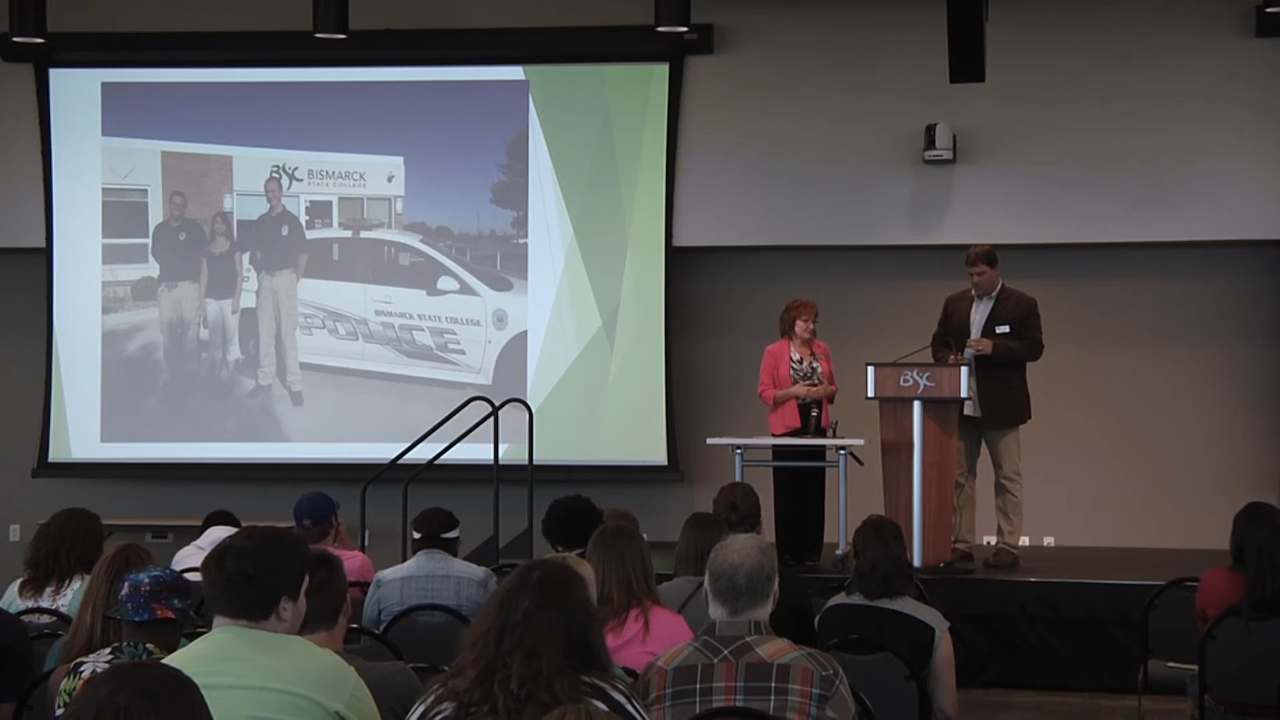 BSC BISMARCK
STATE COLLEGE
BISMARCK STATE COLLEGE
POLICE
BSC